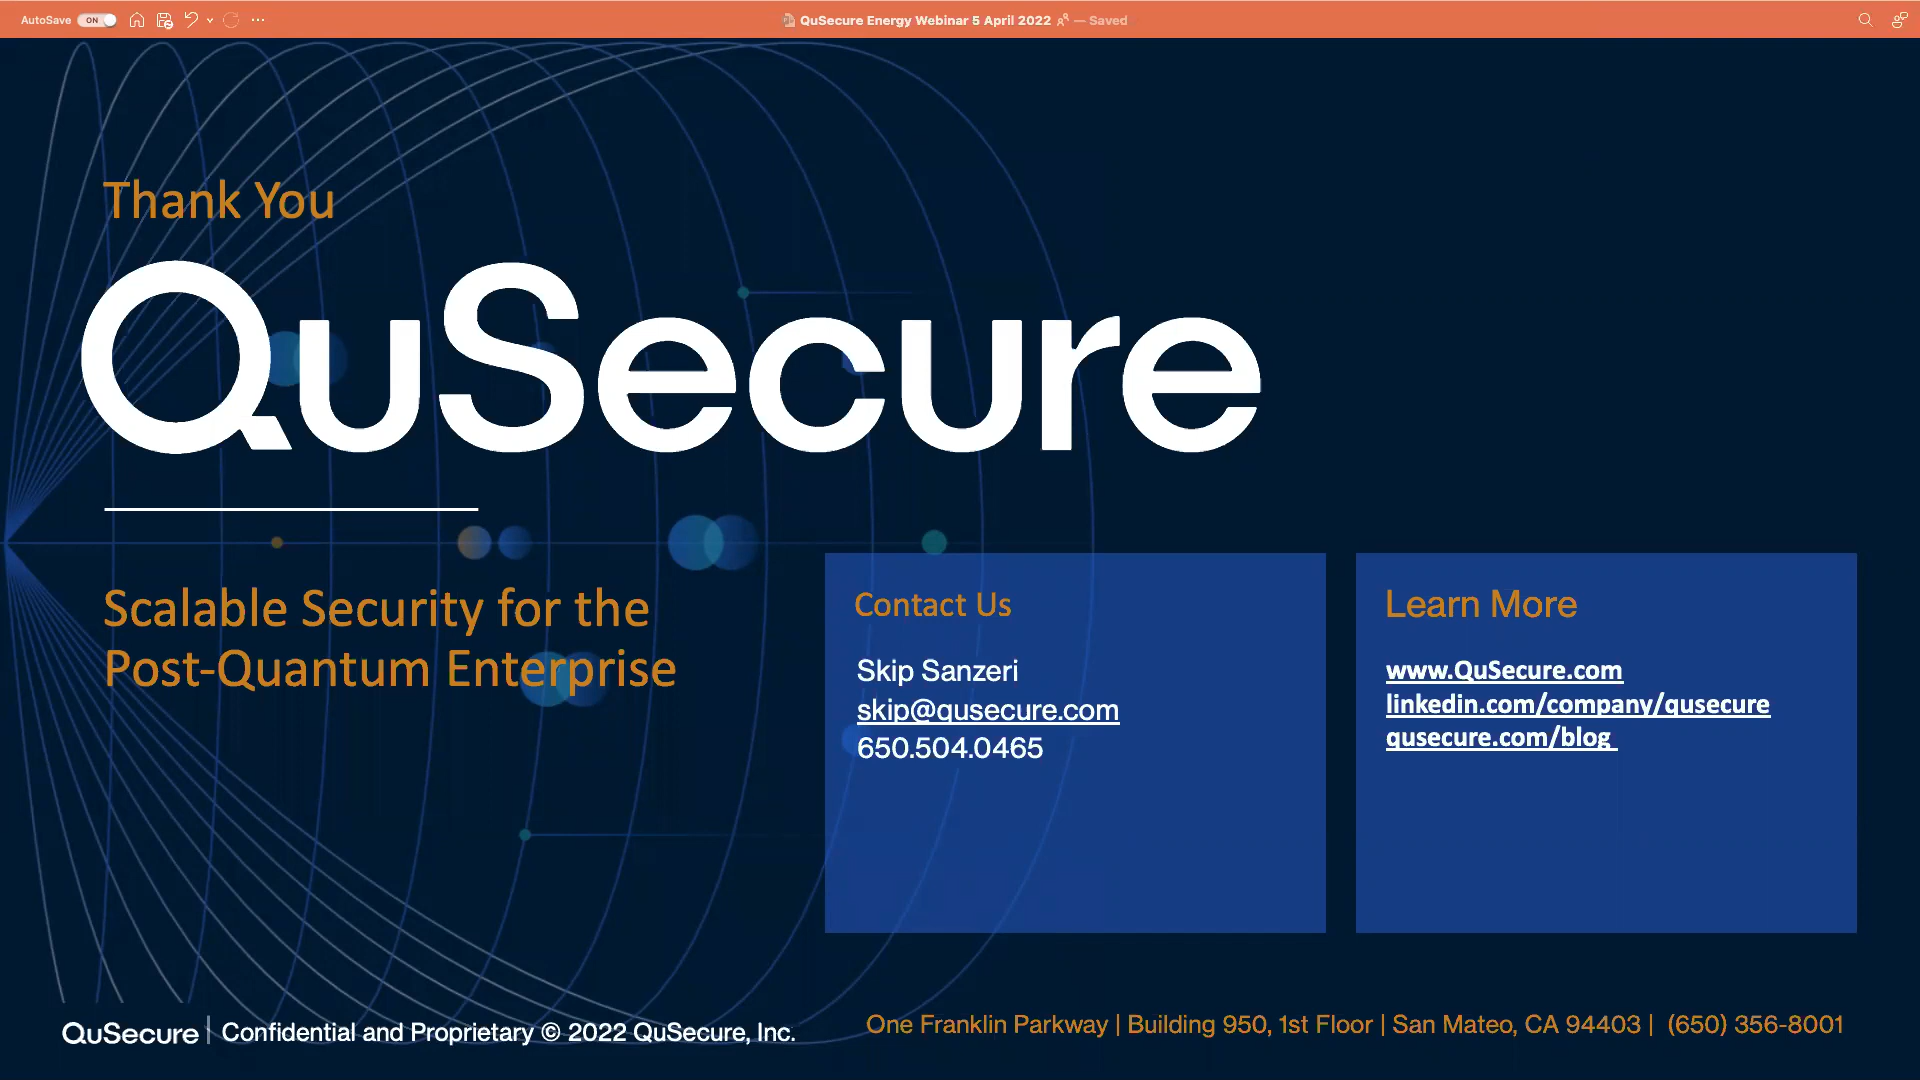 AutoSave ON QuSecure Energy Webinar 5 April 2022 — Saved
Thank You
QuSecure
Scalable Security for the
Post-Quantum Enterprise
Contact Us
Skip Sanzeri
skip@qusecure.com
650.504.0465
Learn More
www.QuSecure.com
linkedin.com/company/qusecure
qusecure.com/blog
QuSecure | Confidential and Proprietary © 2022 QuSecure, Inc.
One Franklin Parkway | Building 950, 1st Floor | San Mateo, CA 94403 | (650) 356-8001